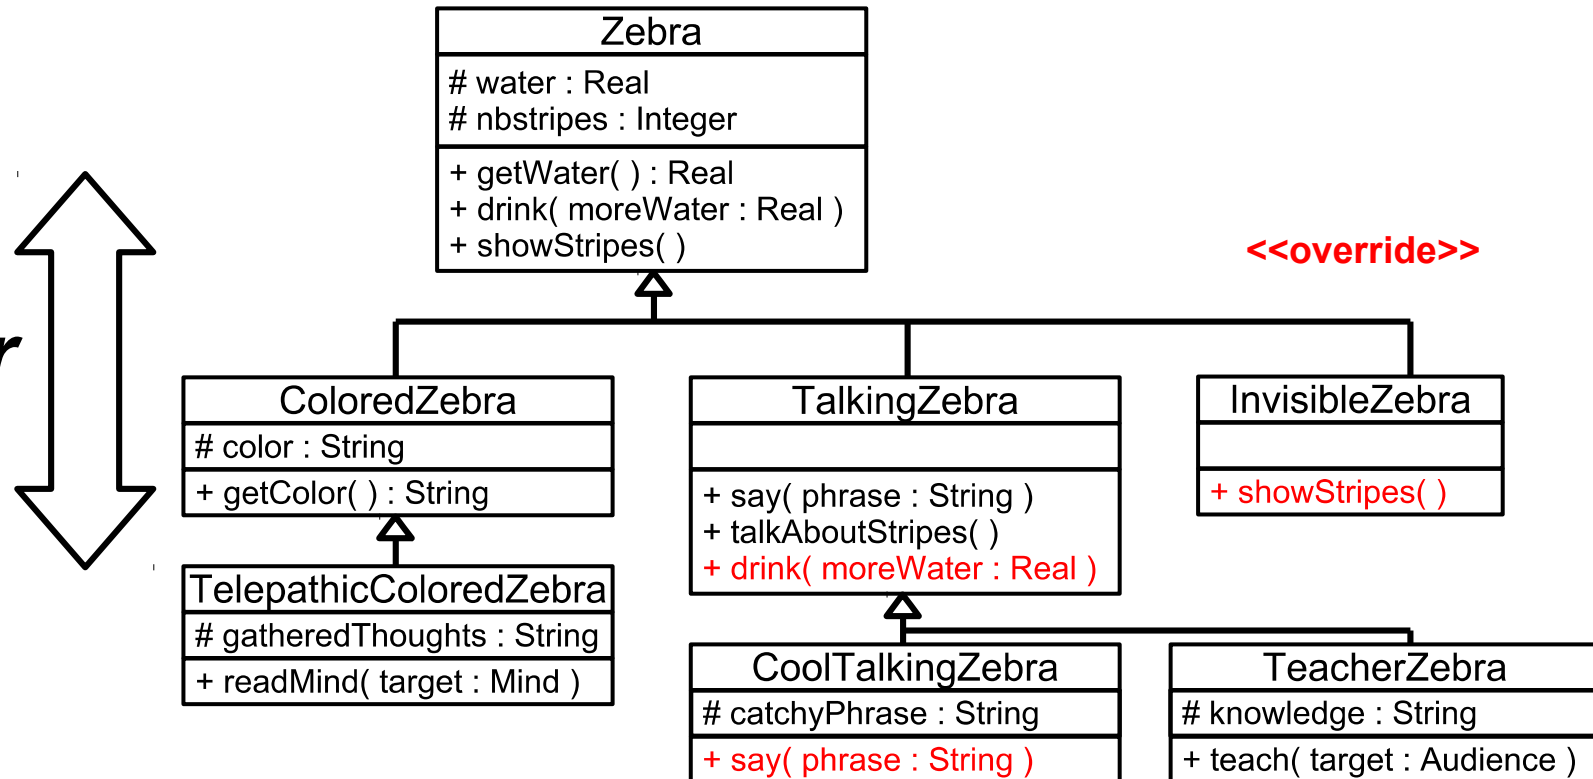 Zebra
# water : Real
# nbstripes : Integer
+ getWater( ) : Real
+ drink( moreWater : Real )
+ showStripes( )
<<override>>
r
ColoredZebra
# color : String
+ getColor( ) : String
TelepathicColoredZebra
# gatheredThoughts : String
+ readMind( target : Mind )
TalkingZebra
+ say( phrase : String )
+ talkAboutStripes( )
+ drink( moreWater : Real )
InvisibleZebra
+ showStripes( )
CoolTalkingZebra
# catchyPhrase : String
+ say( phrase : String )
TeacherZebra
# knowledge : String
+ teach( target : Audience )